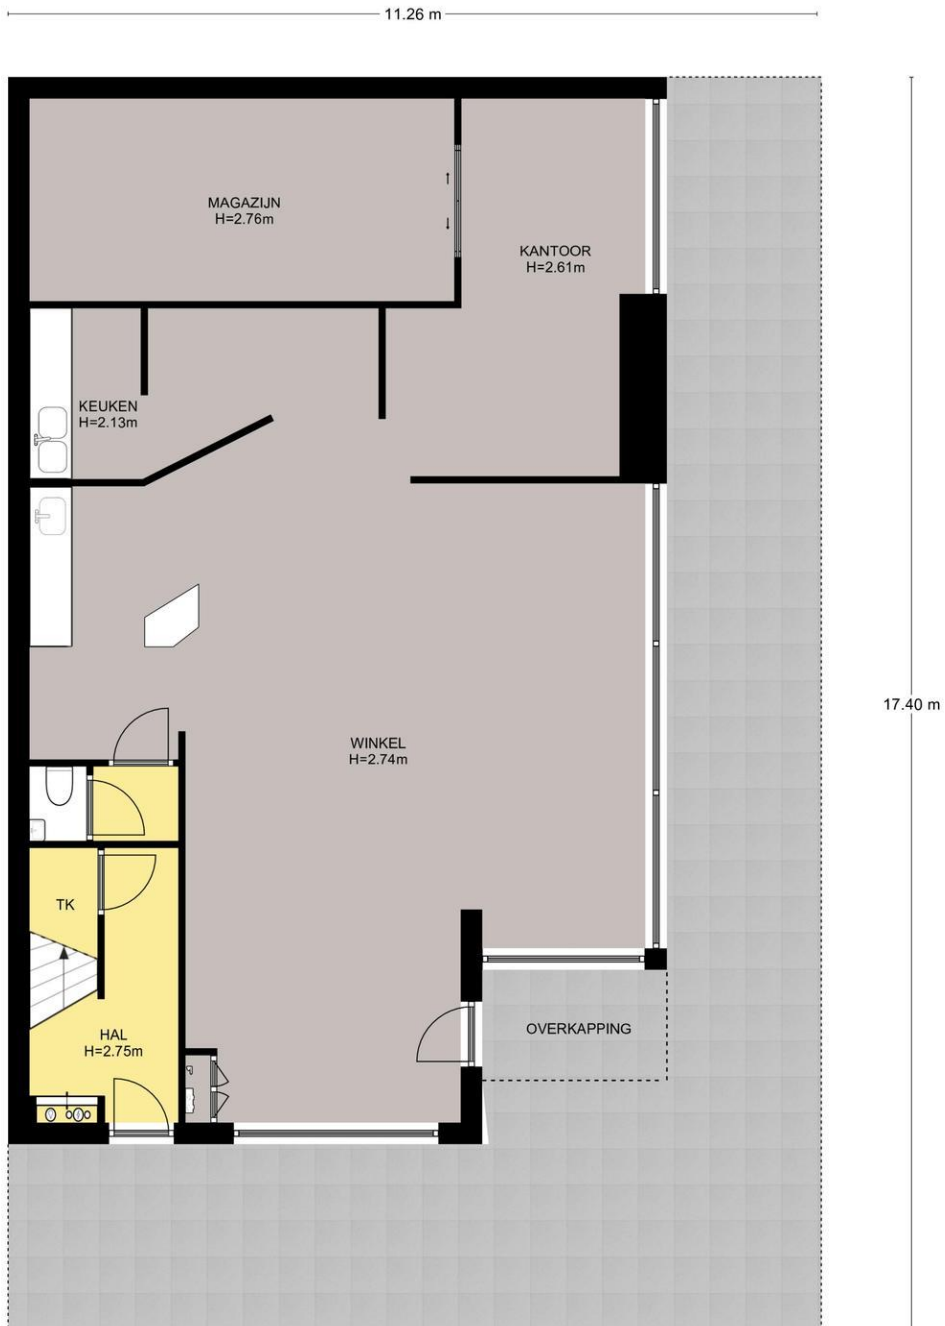 11.26 m
MAGAZIJN
H=2.76m
KANTOOR
H=2.61m
KEUKEN
H=2.13m
17.40 m
WINKEL
H=2.74m
TK
HAL
H=2.75m
OVERKAPPING